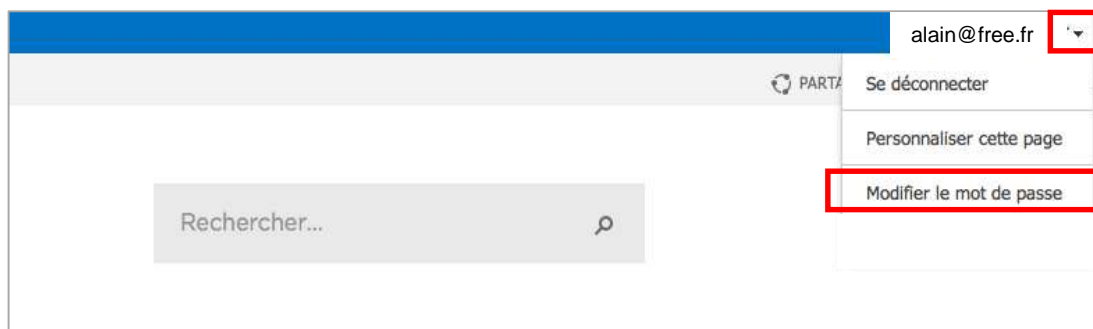 alain@free.fr
PARTA
Se déconnecter
Personnaliser cette page
Modifier le mot de passe
Rechercher...